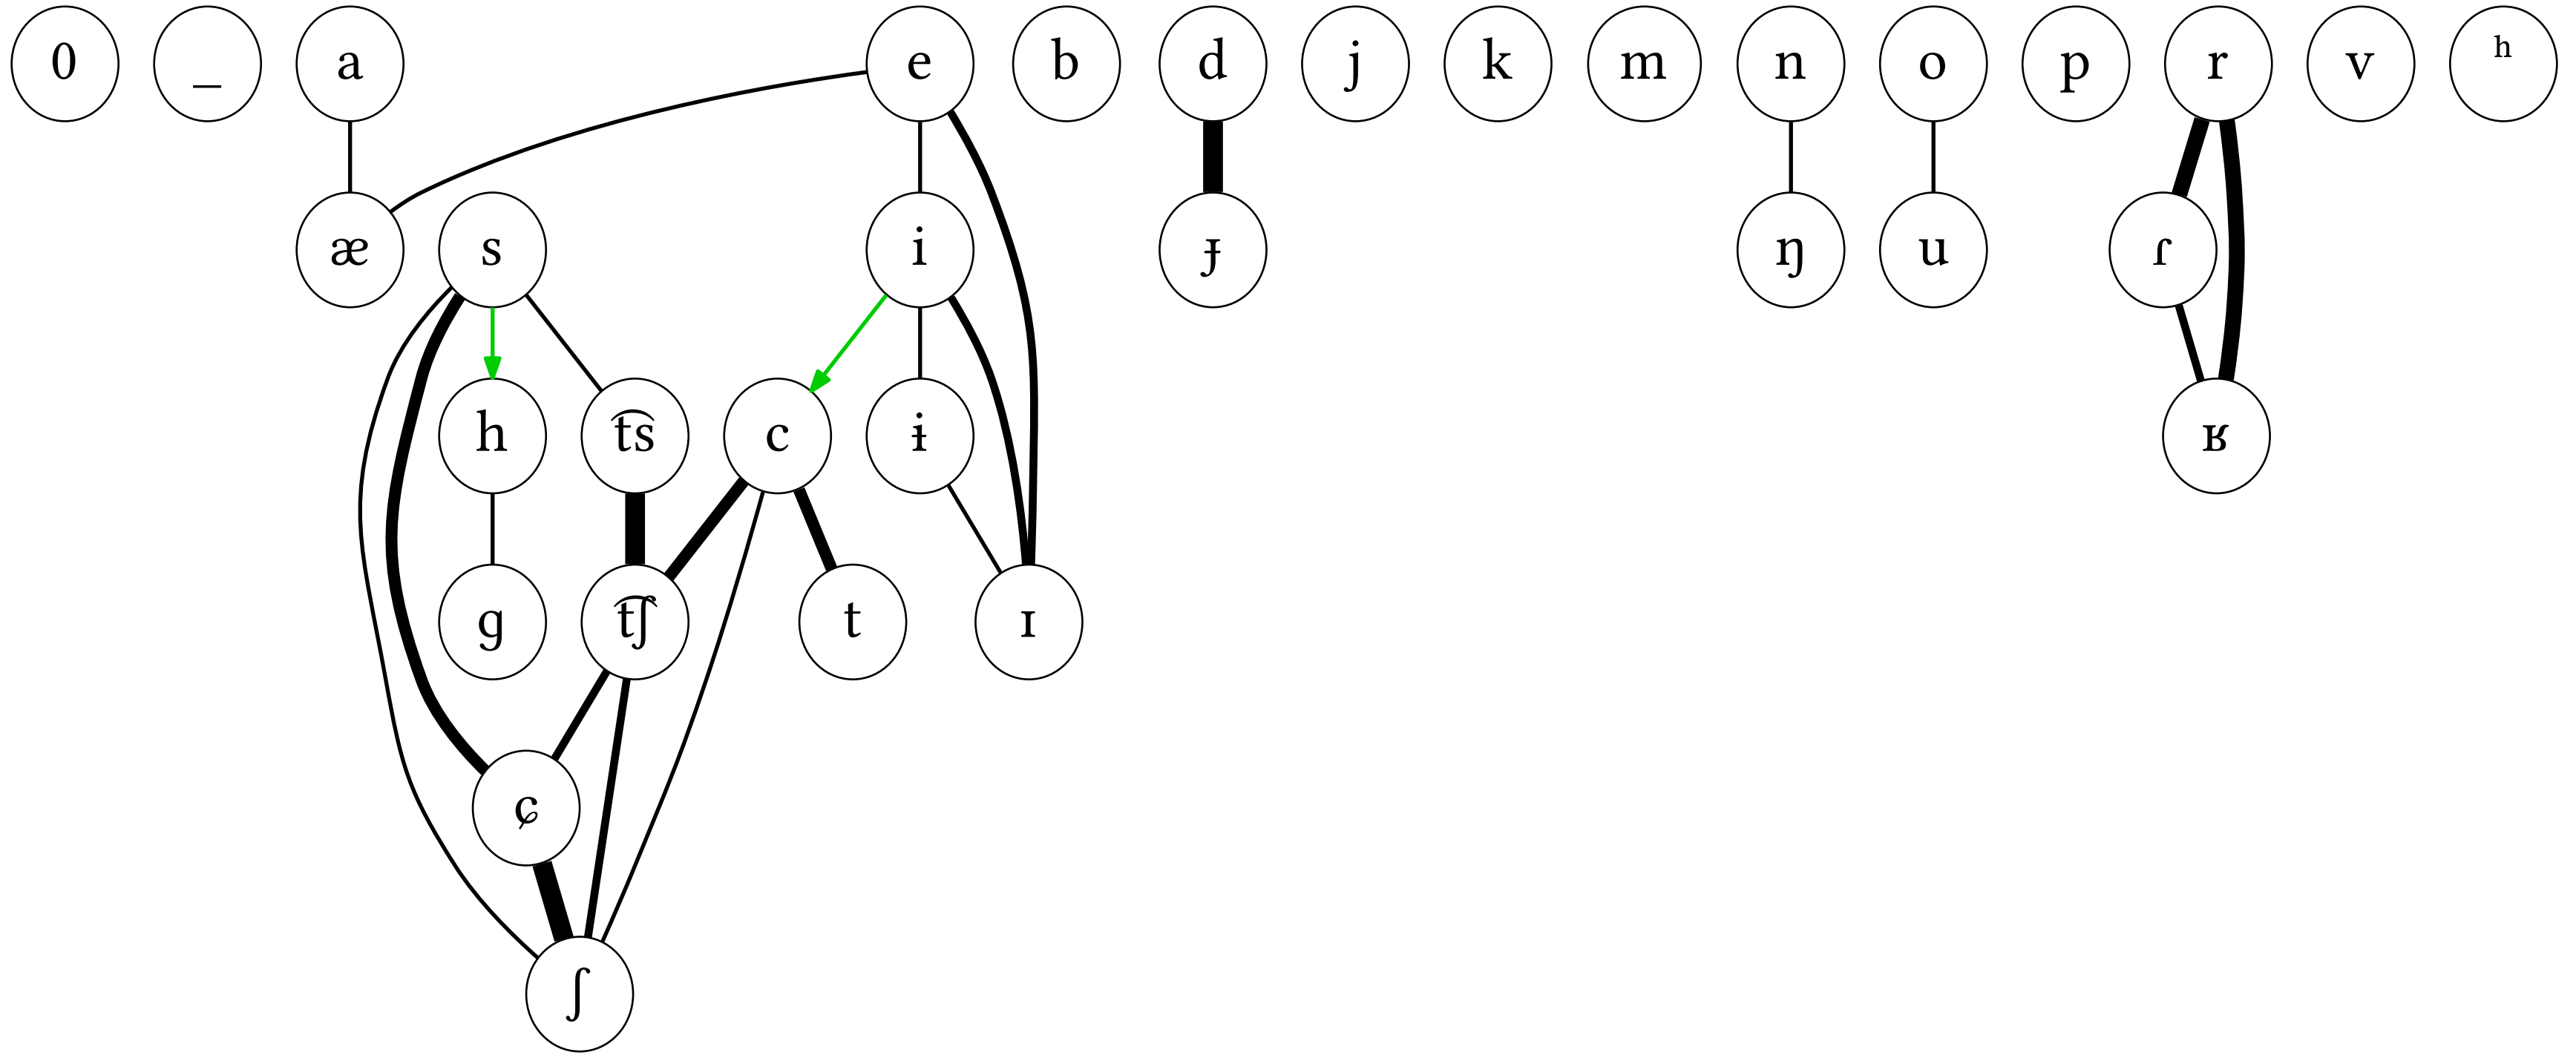 0 _ a e b d j k m n o p r v ʰ
æ s i ɟ ŋ u ɾ
h t͡s c ɨ ʁ
ɡ t͡ʃ t ɪ
ɕ
ʃ